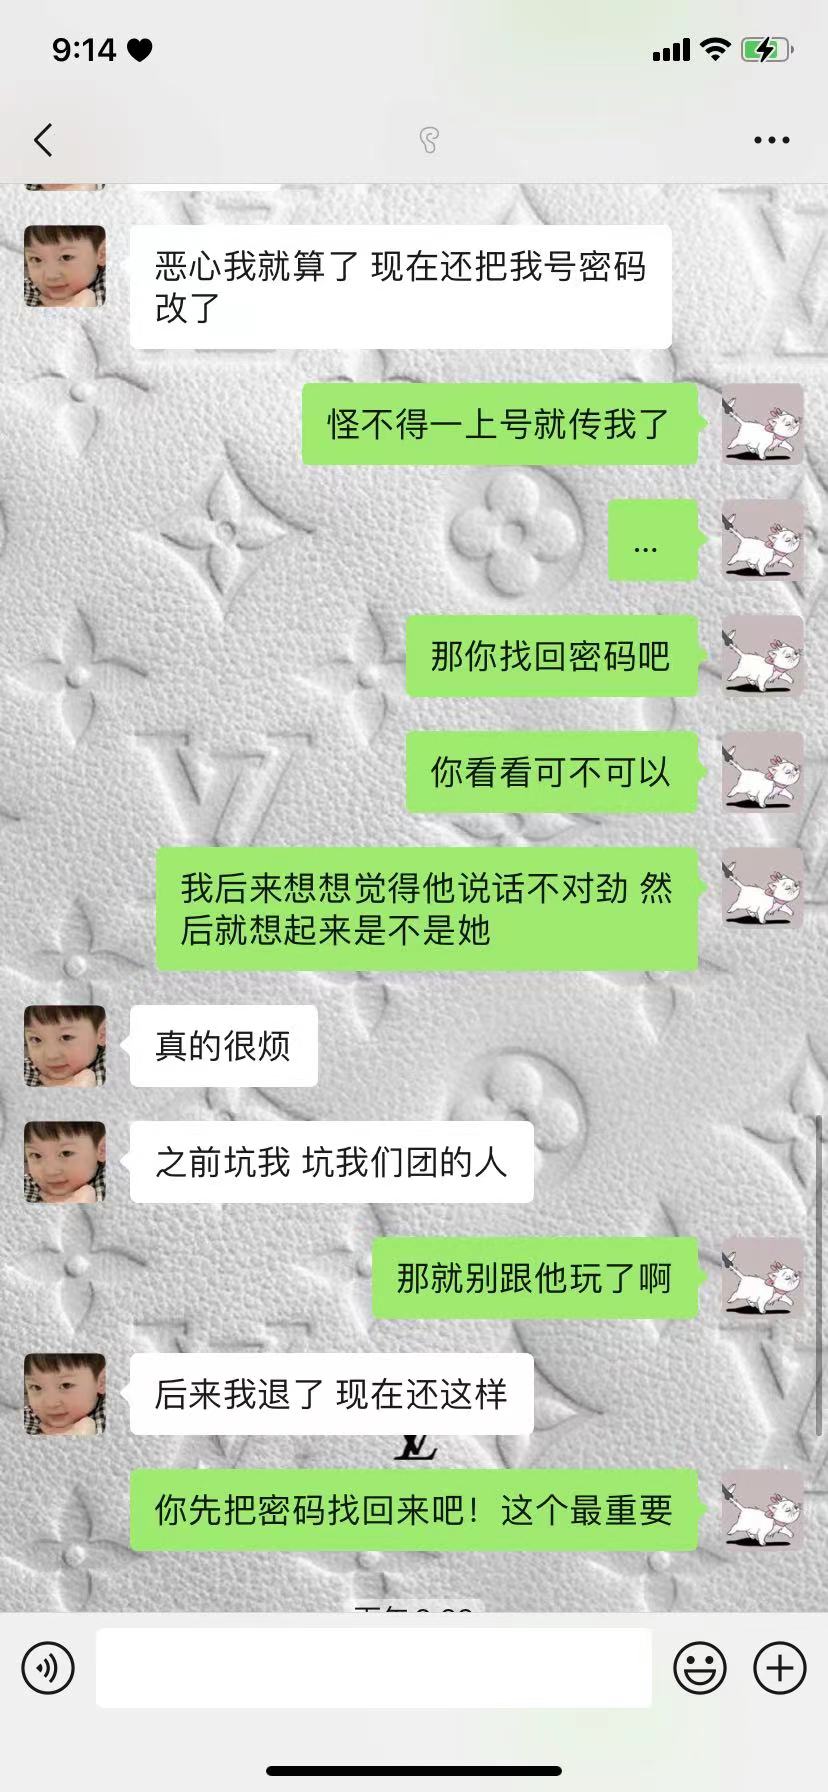 9:14
恶心我就算了 现在还把我号密码
改了
怪不得一上号就传我了
...
那你找回密码吧
你看看可不可以
我后来想想觉得他说话不对劲 然
后就想起来是不是她
真的很烦
之前坑我 坑我们团的人
那就别跟他玩了啊
后来我退了 现在还这样
你先把密码找回来吧！这个最重要